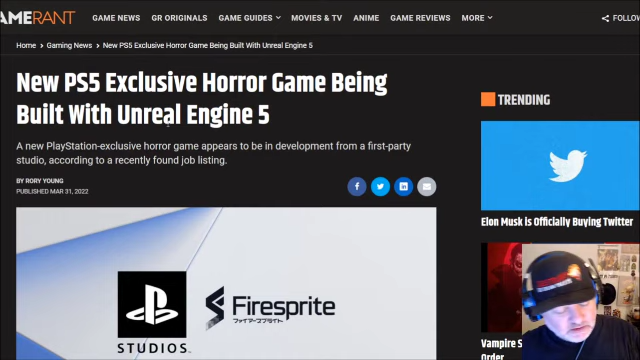 GAMERANT
GAME NEWS GR ORIGINALS GAME GUIDES MOVIES & TV ANIME GAME REVIEWS MORE FOLLOW
Home > Gaming News > New PS5 Exclusive Horror Game Being Built With Unreal Engine 5
New PS5 Exclusive Horror Game Being
Built With Unreal Engine 5
A new PlayStation-exclusive horror game appears to be in development from a first-party
studio, according to a recently found job listing.
BY RORY YOUNG
PUBLISHED MAR 31, 2022
STUDIOS
Firesprite
ファイアースプライト
TRENDING
Elon Musk is Officially Buying Twitter
Vampire S
Order